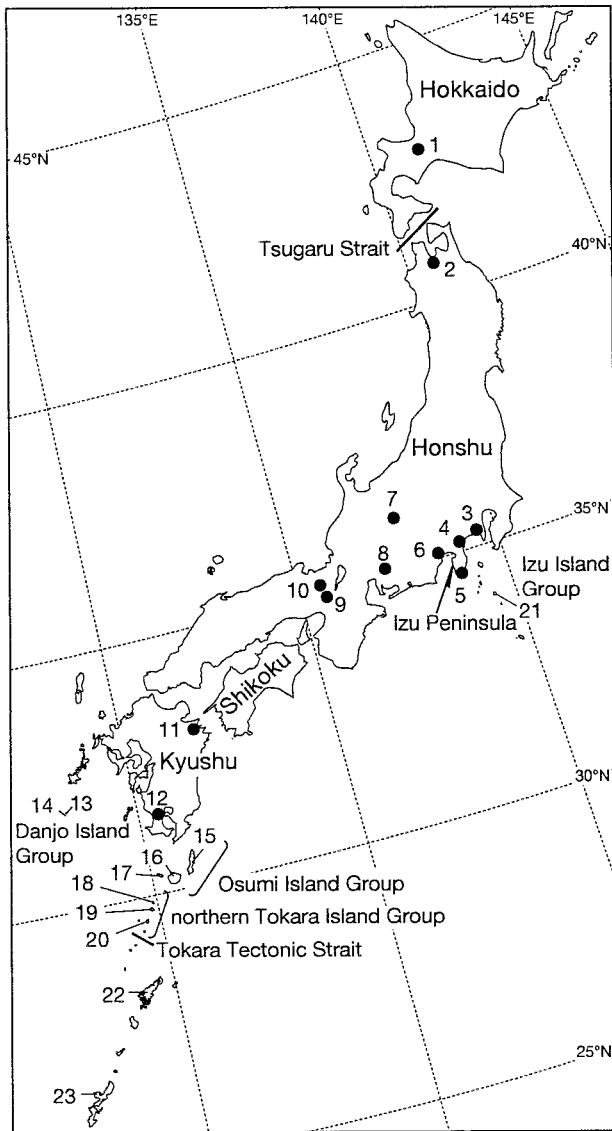 135°E
140°E
145°E
Hokkaido
1
45°N
40°N
Tsugaru Strait
2
Honshu
7
3
4
35°N
6
8
Izu Island
Group
10
5
9
21
Izu Peninsula
Shikoku
11
Kyushu
30°N
14
13
12
Danjo Island
Group
15
16
17
Osumi Island Group
18
19
northern Tokara Island Group
20
Tokara Tectonic Strait
22
25°N
23